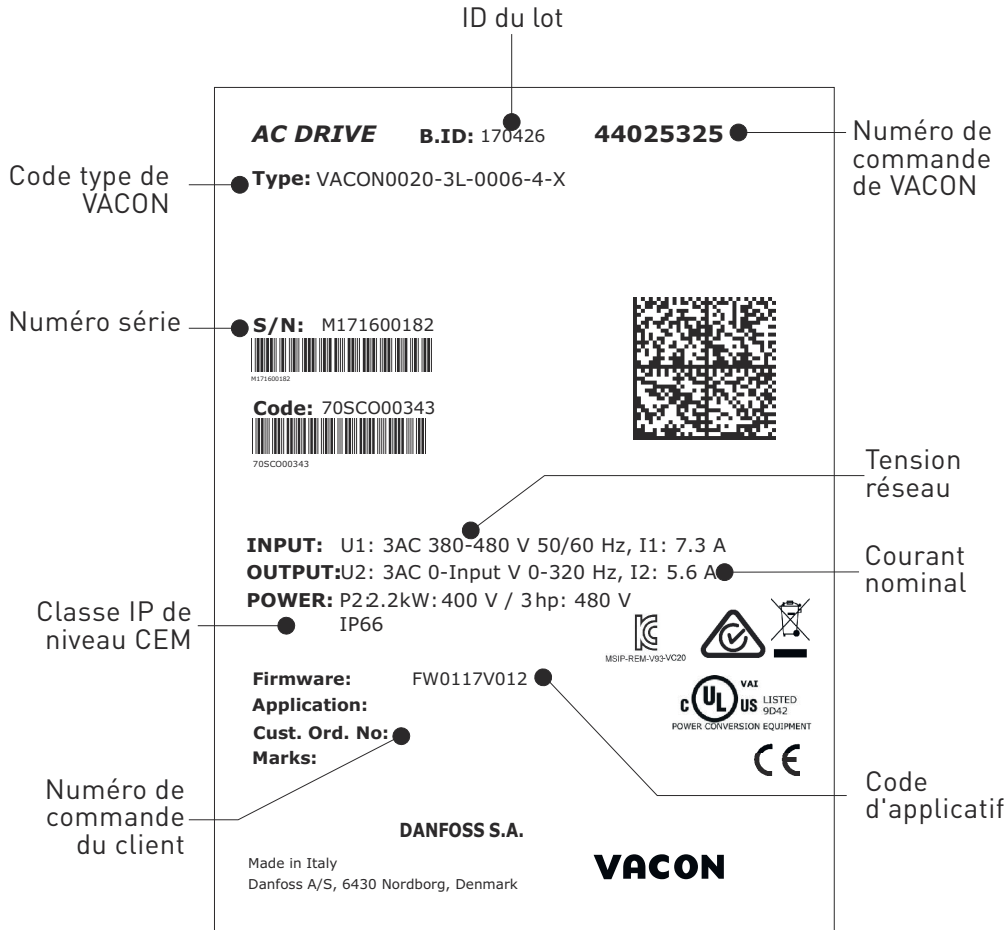 ID du lot
AC DRIVE B.ID: 170426 44025325
Numéro de
commande
de VACON
Code type de
VACON
Type: VACON0020-3L-0006-4-X
Numéro série
S/N: M171600182
M171600182
Code: 70SCO00343
70SCO00343
Tension
réseau
INPUT: U1: 3AC 380-480 V 50/60 Hz, I1: 7.3 A
OUTPUT:U2: 3AC 0-Input V 0-320 Hz, I2: 5.6 A
Courant
nominal
POWER: P2:2.2kW: 400 V / 3hp: 480 V
IP66
Classe IP de
niveau CEM
MSIP-REM-V93-VC20
Firmware: FW0117V012
Application:
Cust. Ord. No:
Marks:
C UL US VAI LISTED 9D42
POWER CONVERSION EQUIPMENT
CE
Numéro de
commande
du client
Code
d'applicatif
DANFOSS S.A.
Made in Italy
Danfoss A/S, 6430 Nordborg, Denmark
VACON